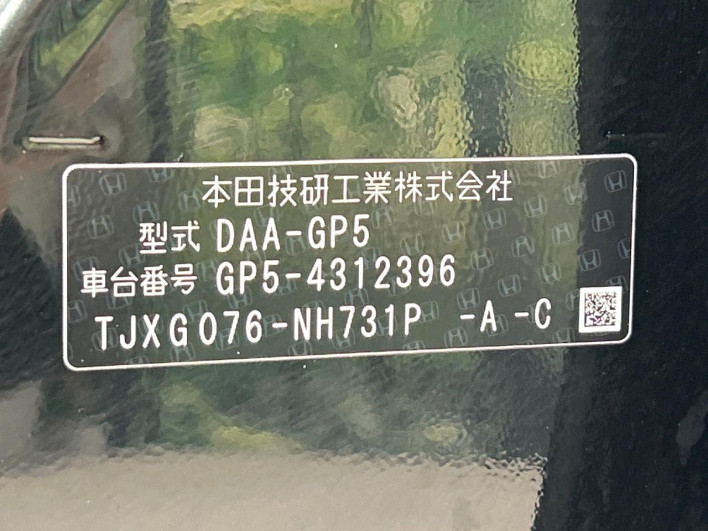 本田技研工業株式会社
型式 DAA-GP5
車台番号 GP5-4312396
TJXG076-NH731P -A -C